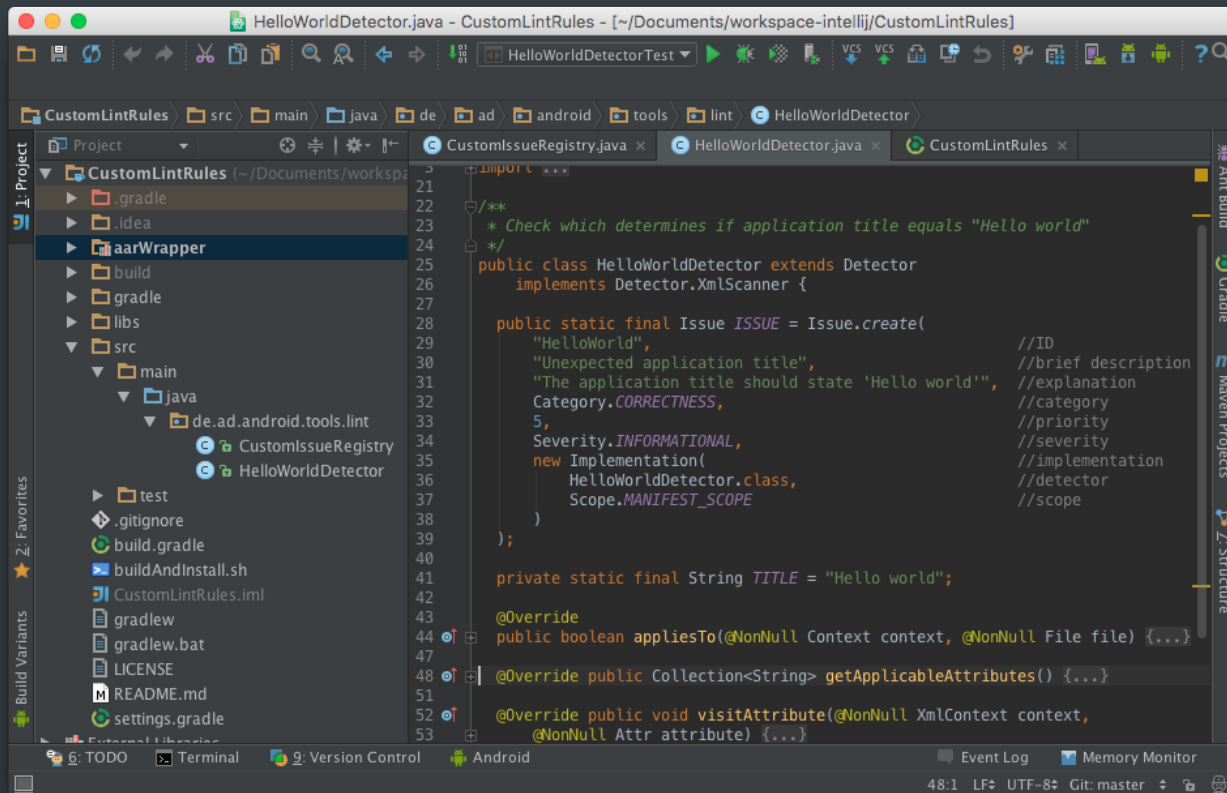 HelloWorldDetector.java - CustomLintRules - [~/Documents/workspace-intellij/CustomLintRules]
HelloWorldDetectorTest
VCS VCS
CustomLintRules src main java de ad android tools lint HelloWorldDetector
1: Project
2: Favorites
Build Variants
Project
CustomLintRules (~/Documents/workspa
.gradle
.idea
aarWrapper
build
gradle
libs
src
main
java
de.ad.android.tools.lint
CustomIssueRegistry
HelloWorldDetector
test
.gitignore
build.gradle
buildAndInstall.sh
CustomLintRules.iml
gradlew
gradlew.bat
LICENSE
README.md
settings.gradle
External Libraries
CustomIssueRegistry.java HelloWorldDetector.java CustomLintRules
3 import ...
21
22 /**
23 * Check which determines if application title equals "Hello world"
24 */
25 public class HelloWorldDetector extends Detector
26 implements Detector.XmlScanner {
27
28 public static final Issue ISSUE = Issue.create(
29 "HelloWorld", //ID
30 "Unexpected application title", //brief description
31 "The application title should state 'Hello world'", //explanation
32 Category.CORRECTNESS, //category
33 5, //priority
34 Severity.INFORMATIONAL, //severity
35 new Implementation( //implementation
36 HelloWorldDetector.class, //detector
37 Scope.MANIFEST_SCOPE //scope
38 )
39 );
40
41 private static final String TITLE = "Hello world";
42
43 @Override
44 public boolean appliesTo(@NonNull Context context, @NonNull File file) {...}
47
48 @Override public Collection<String> getApplicableAttributes() {...}
51
52 @Override public void visitAttribute(@NonNull XmlContext context,
53 @NonNull Attr attribute) {...}
Ant Build
Gradle
Maven Projects
7: Structure
6: TODO Terminal 9: Version Control Android Event Log Memory Monitor
48:1 LF UTF-8 Git: master